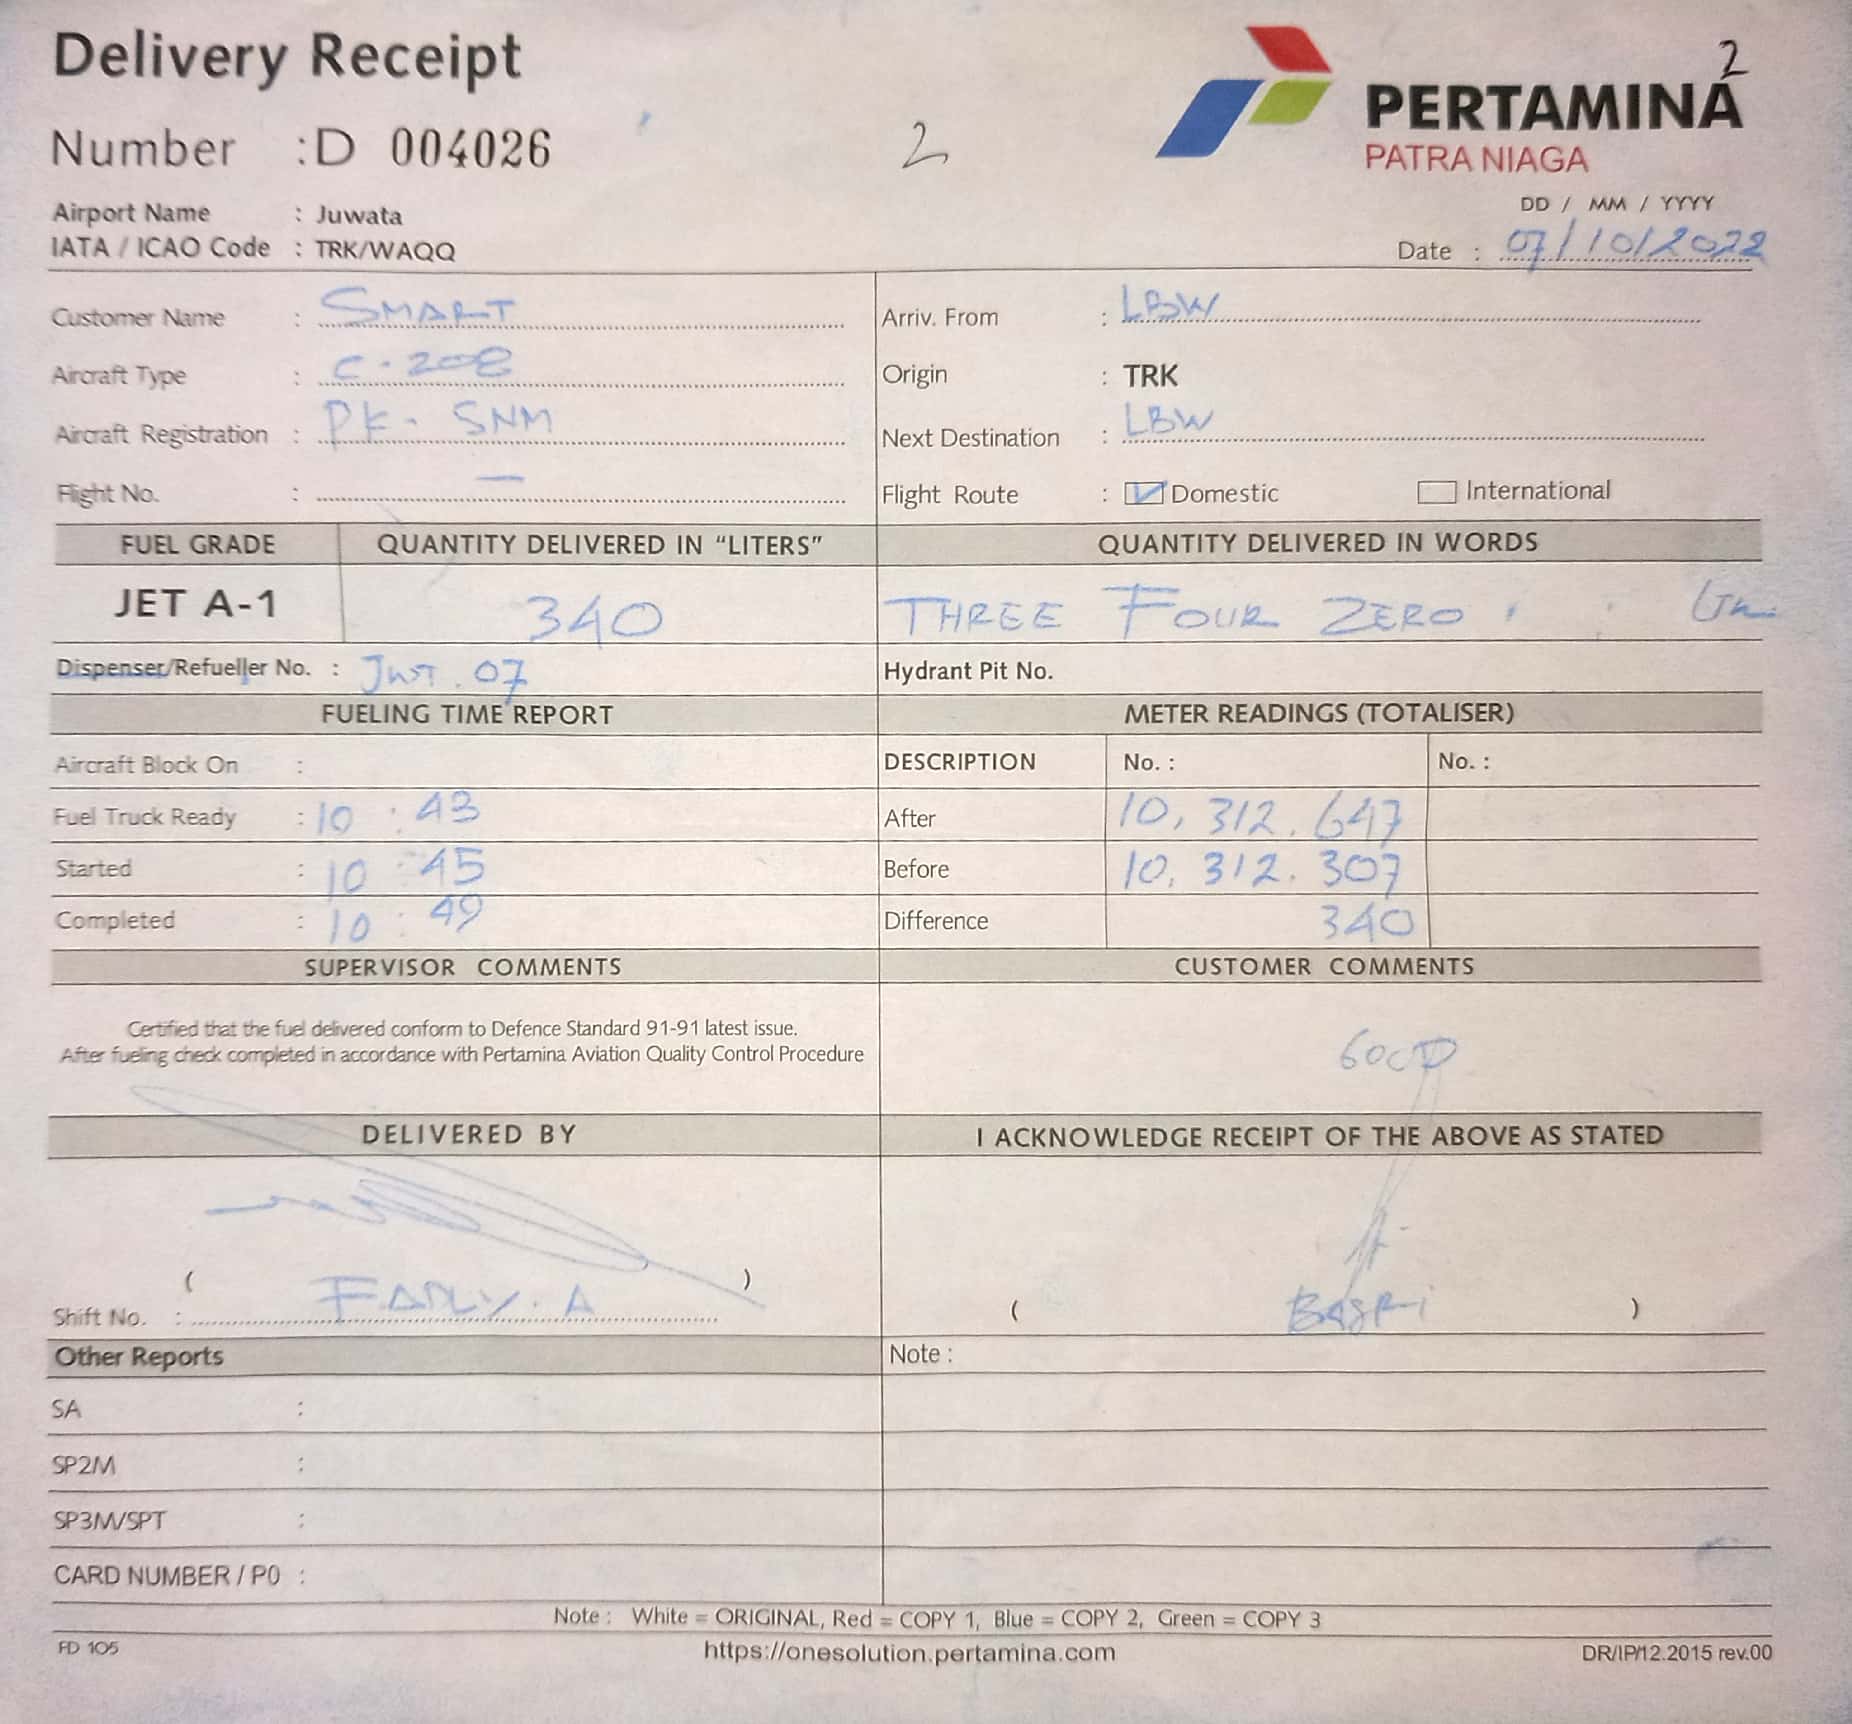 Delivery Receipt
2
PERTAMINA
PATRA NIAGA
Number : D 004026
2
Airport Name : Juwata
IATA / ICAO Code : TRK/WAQQ
DD / MM / YYYY
Date : 07/10/2022
Customer Name : SMART
Arriv. From : LBW
Aircraft Type : C-208
Origin : TRK
Aircraft Registration : PK-SNM
Next Destination : LBW
Flight No. : —
Flight Route : Domestic International
FUEL GRADE QUANTITY DELIVERED IN “LITERS” QUANTITY DELIVERED IN WORDS
JET A-1 340 THREE FOUR ZERO
Dispenser/Refueller No. : 07
Hydrant Pit No.
FUELING TIME REPORT METER READINGS (TOTALISER)
Aircraft Block On :
DESCRIPTION No. : No. :
Fuel Truck Ready : 10 : 43
After 10,312.647
Started : 10 : 45
Before 10,312.307
Completed : 10 : 49
Difference 340
SUPERVISOR COMMENTS CUSTOMER COMMENTS
Certified that the fuel delivered conform to Defence Standard 91-91 latest issue.
After fueling check completed in accordance with Pertamina Aviation Quality Control Procedure
GOOD
DELIVERED BY I ACKNOWLEDGE RECEIPT OF THE ABOVE AS STATED
( )
Shift No. : FADLY. A
( BASRI )
Other Reports Note :
SA :
SP2M :
SP3M/SPT :
CARD NUMBER / PO :
Note : White = ORIGINAL, Red = COPY 1, Blue = COPY 2, Green = COPY 3
FD 105 https://onesolution.pertamina.com DR/IP/12.2015 rev.00